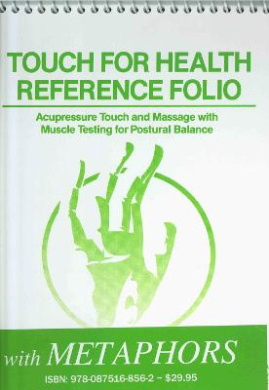 TOUCH FOR HEALTH
REFERENCE FOLIO
Acupressure Touch and Massage with
Muscle Testing for Postural Balance
with METAPHORS
ISBN: 978-087516-856-2 ~ $29.95